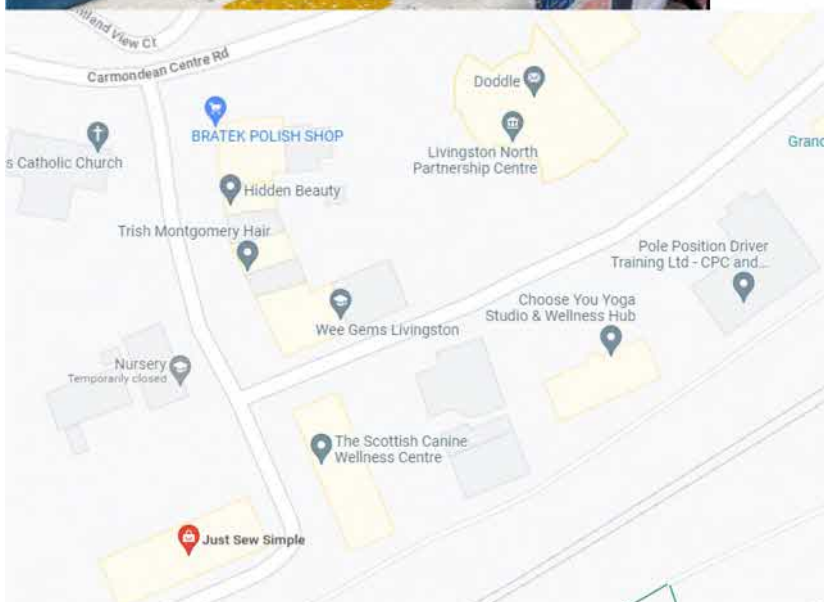 View Ct
Carmondean Centre Rd
Doddle
BRATEK POLISH SHOP
s Catholic Church
Livingston North
Partnership Centre
Grand
Hidden Beauty
Trish Montgomery Hair
Pole Position Driver
Training Ltd - CPC and...
Choose You Yoga
Studio & Wellness Hub
Wee Gems Livingston
Nursery
Temporarily closed
The Scottish Canine
Wellness Centre
Just Sew Simple